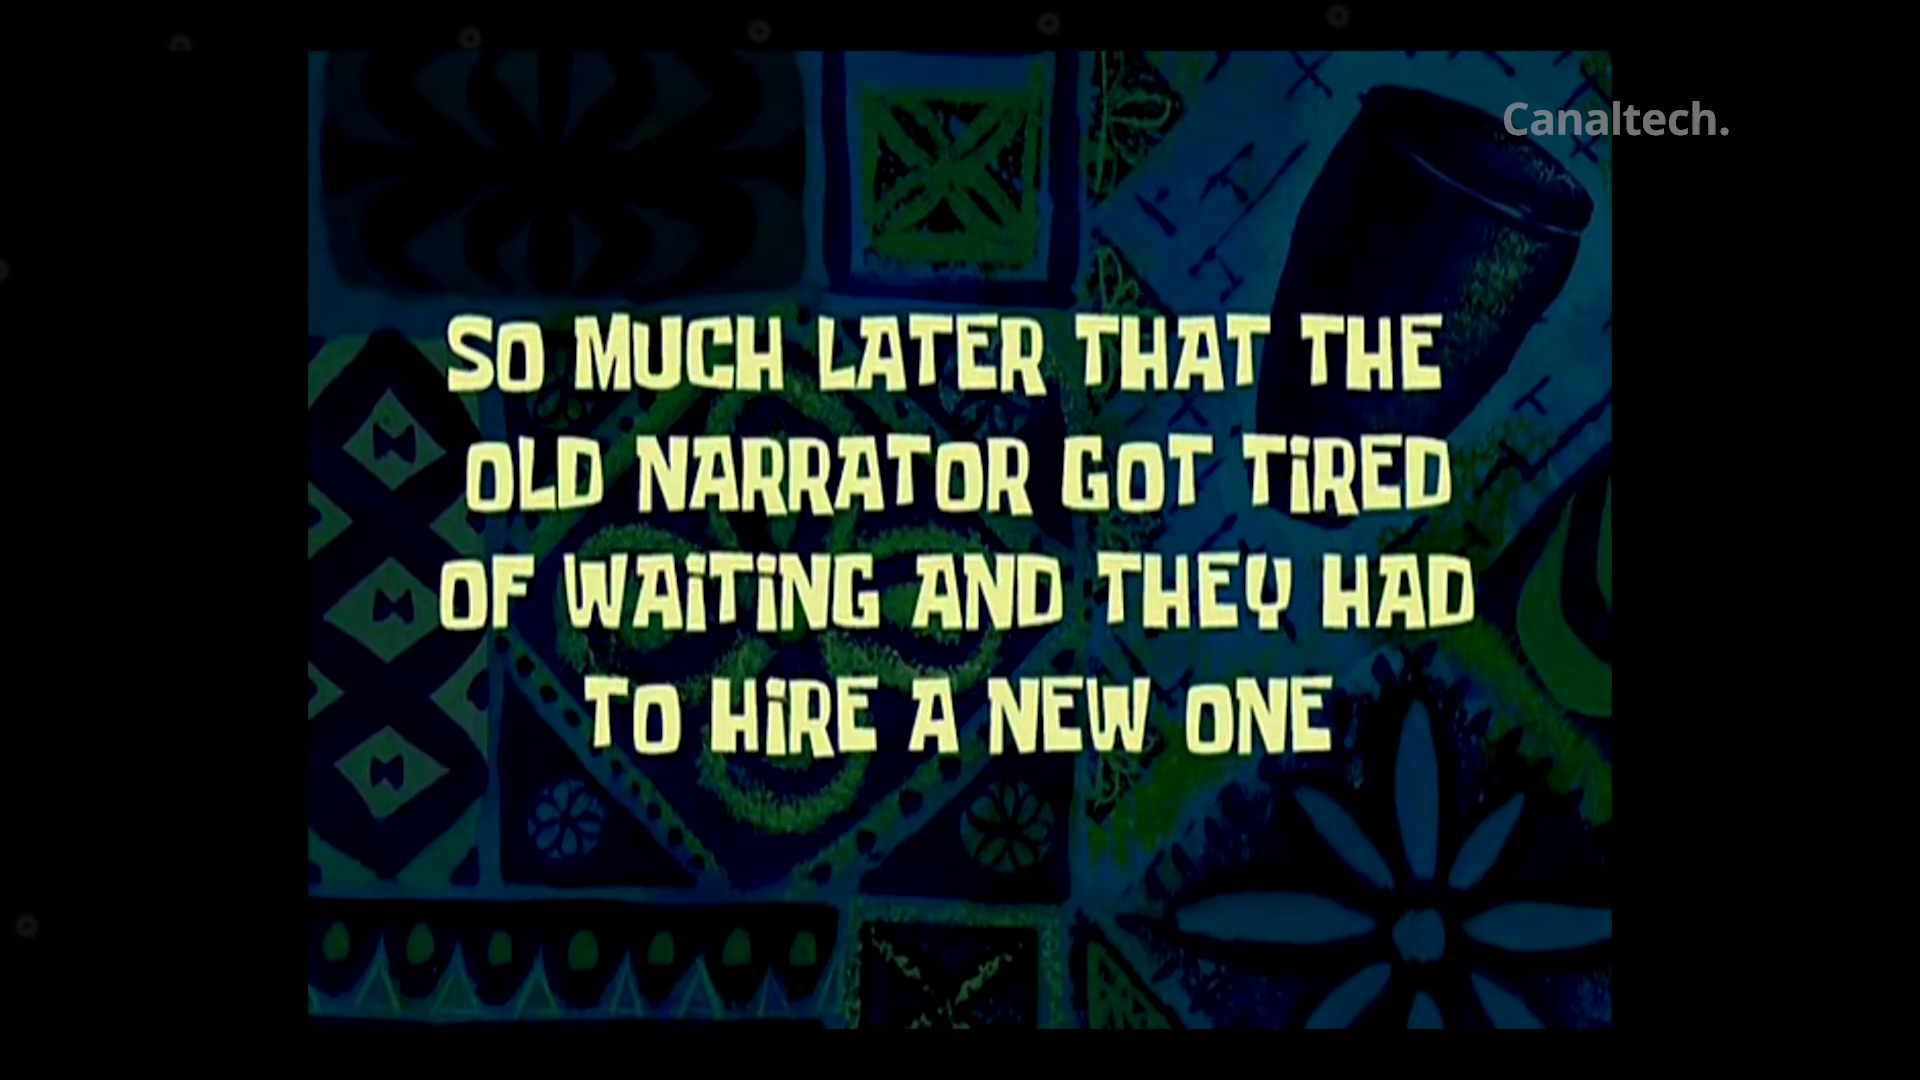 Canaltech.
SO MUCH LATER THAT THE
OLD NARRATOR GOT TiRED
OF WAiTiNG AND THEY HAD
TO HiRE A NEW ONE